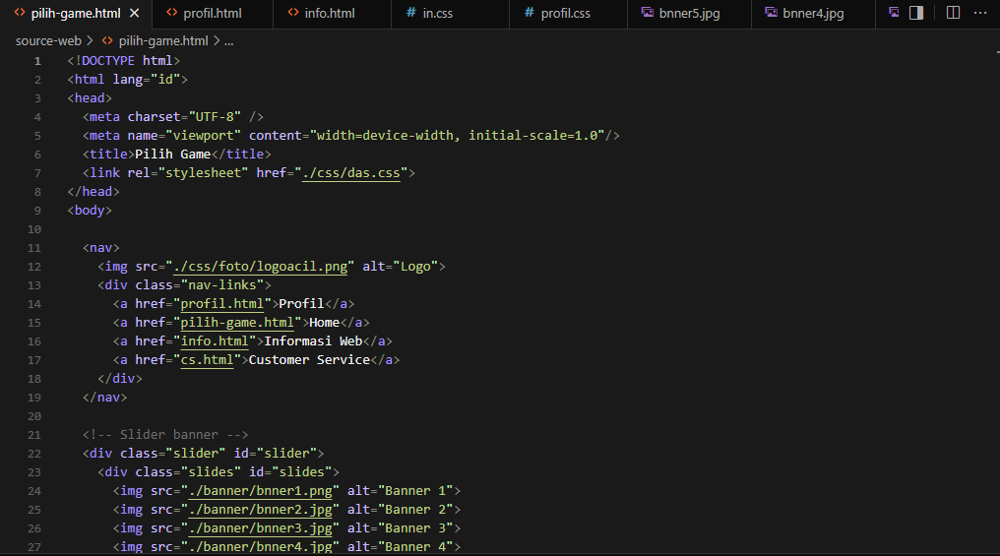 pilih-game.html
profil.html
info.html
# in.css
# profil.css
bnner5.jpg
bnner4.jpg
source-web > pilih-game.html > ...
1 <!DOCTYPE html>
2 <html lang="id">
3 <head>
4 <meta charset="UTF-8" />
5 <meta name="viewport" content="width=device-width, initial-scale=1.0"/>
6 <title>Pilih Game</title>
7 <link rel="stylesheet" href="./css/das.css">
8 </head>
9 <body>
10
11 <nav>
12 <img src="./css/foto/logoacil.png" alt="Logo">
13 <div class="nav-links">
14 <a href="profil.html">Profil</a>
15 <a href="pilih-game.html">Home</a>
16 <a href="info.html">Informasi Web</a>
17 <a href="cs.html">Customer Service</a>
18 </div>
19 </nav>
20
21 <!-- Slider banner -->
22 <div class="slider" id="slider">
23 <div class="slides" id="slides">
24 <img src="./banner/bnner1.png" alt="Banner 1">
25 <img src="./banner/bnner2.jpg" alt="Banner 2">
26 <img src="./banner/bnner3.jpg" alt="Banner 3">
27 <img src="./banner/bnner4.jpg" alt="Banner 4">